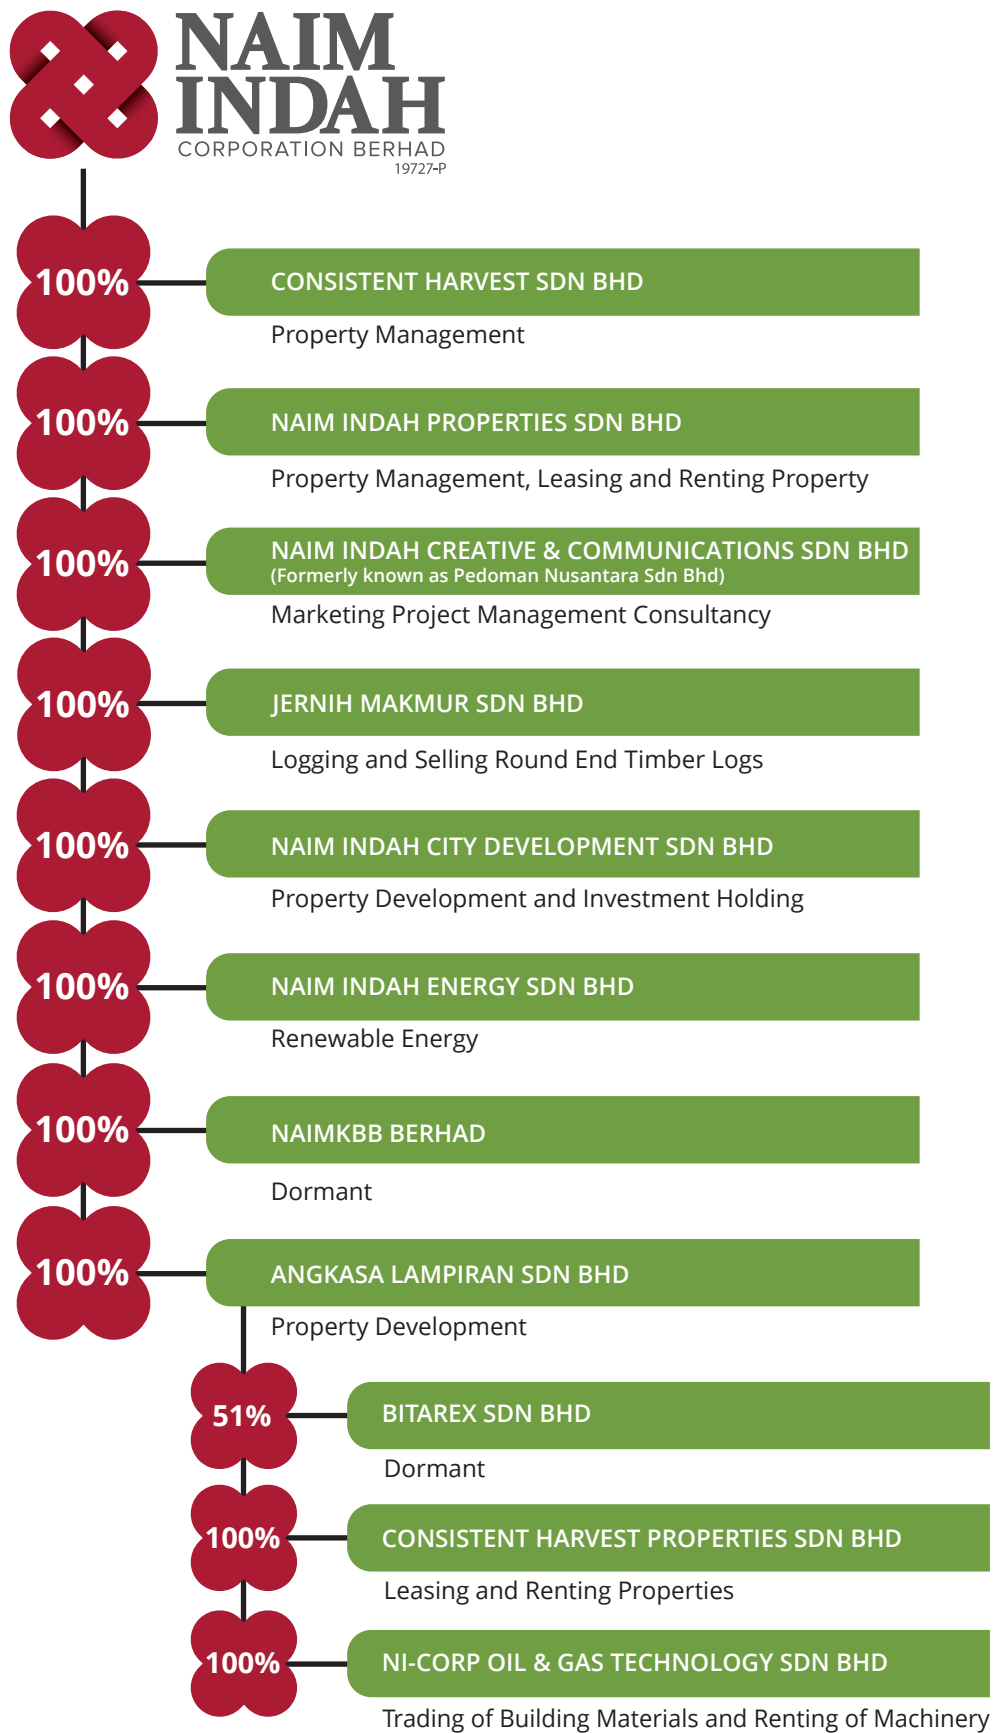 NAIM
INDAH
CORPORATION BERHAD
19727-P
100%
CONSISTENT HARVEST SDN BHD
Property Management
100%
NAIM INDAH PROPERTIES SDN BHD
Property Management, Leasing and Renting Property
100%
NAIM INDAH CREATIVE & COMMUNICATIONS SDN BHD
(Formerly known as Pedoman Nusantara Sdn Bhd)
Marketing Project Management Consultancy
100%
JERNIH MAKMUR SDN BHD
Logging and Selling Round End Timber Logs
100%
NAIM INDAH CITY DEVELOPMENT SDN BHD
Property Development and Investment Holding
100%
NAIM INDAH ENERGY SDN BHD
Renewable Energy
100%
NAIMKBB BERHAD
Dormant
100%
ANGKASA LAMPIRAN SDN BHD
Property Development
51%
BITAREX SDN BHD
Dormant
100%
CONSISTENT HARVEST PROPERTIES SDN BHD
Leasing and Renting Properties
100%
NI-CORP OIL & GAS TECHNOLOGY SDN BHD
Trading of Building Materials and Renting of Machinery